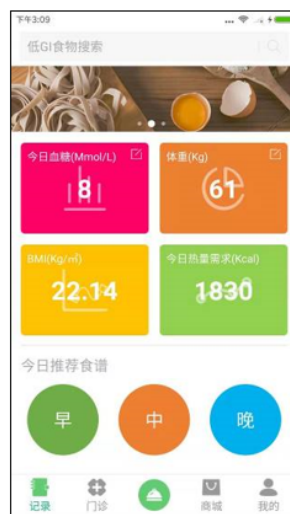 下午3:09
低GI食物搜索
今日血糖(Mmol/L)
8
体重(Kg)
61
BMI(Kg/㎡)
22.14
今日热量需求(Kcal)
1830
今日推荐食谱
早
中
晚
记录
门诊
商城
我的